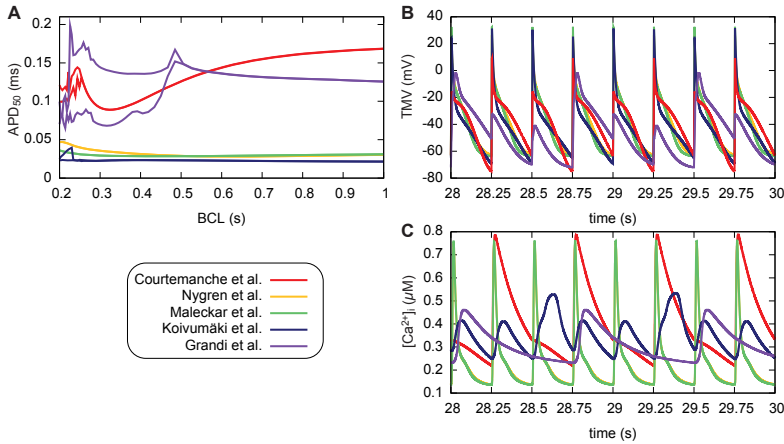 A
APD50 (ms)
0.2
0.15
0.1
0.05
0
0.2 0.3 0.4 0.5 0.6 0.7 0.8 0.9 1
BCL (s)
Courtemanche et al.
Nygren et al.
Maleckar et al.
Koivumäki et al.
Grandi et al.
B
TMV (mV)
40
20
0
-20
-40
-60
-80
28 28.25 28.5 28.75 29 29.25 29.5 29.75 30
time (s)
C
[Ca²⁺]i (μM)
0.8
0.7
0.6
0.5
0.4
0.3
0.2
0.1
28 28.25 28.5 28.75 29 29.25 29.5 29.75 30
time (s)